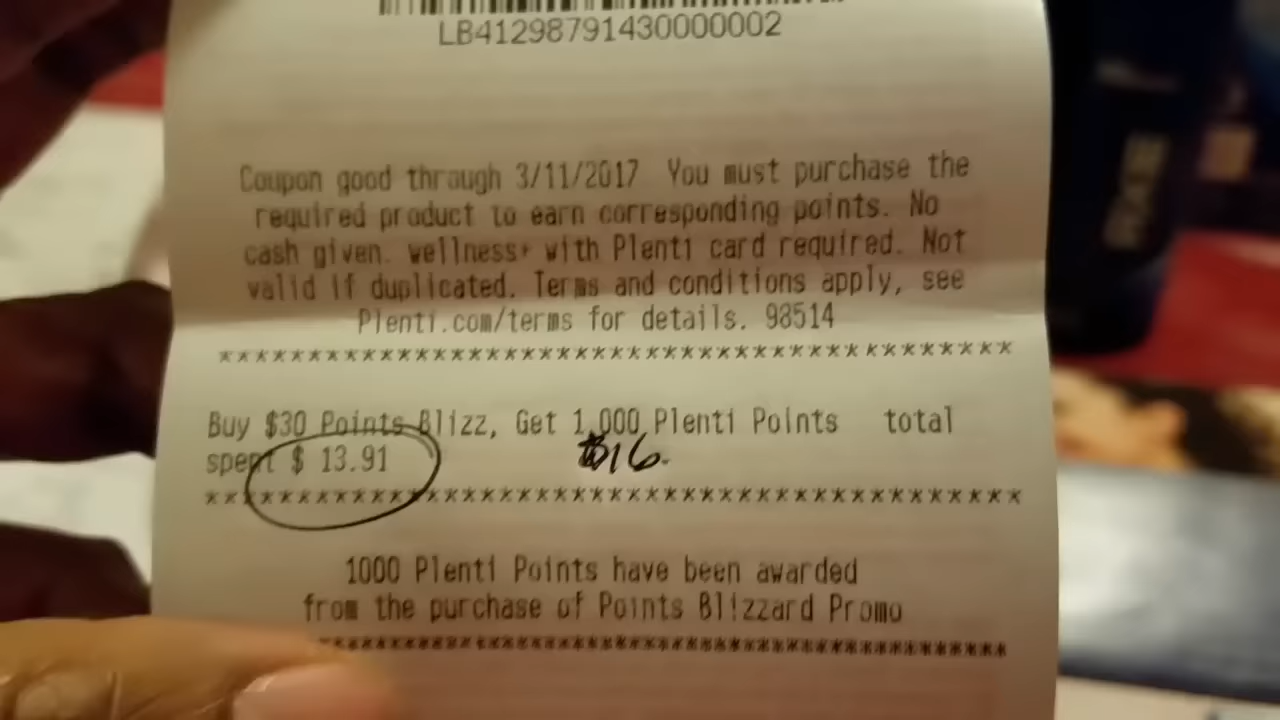 LB41298791430000002
Coupon good through 3/11/2017 You must purchase the
required product to earn corresponding points. No
cash given. wellness+ with Plenti card required. Not
valid if duplicated. Terms and conditions apply, see
Plenti.com/terms for details. 98514
*********************************************
Buy $30 Points Blizz, Get 1,000 Plenti Points total
spent $ 13.91 $16.
**********************************************
1000 Plenti Points have been awarded
from the purchase of Points Blizzard Promo
***************************************